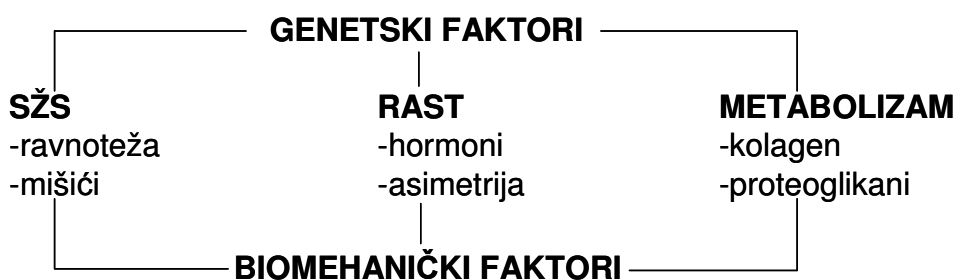 GENETSKI FAKTORI
SŽS
-ravnoteža
-mišići
RAST
-hormoni
-asimetrija
METABOLIZAM
-kolagen
-proteoglikani
BIOMEHANIČKI FAKTORI